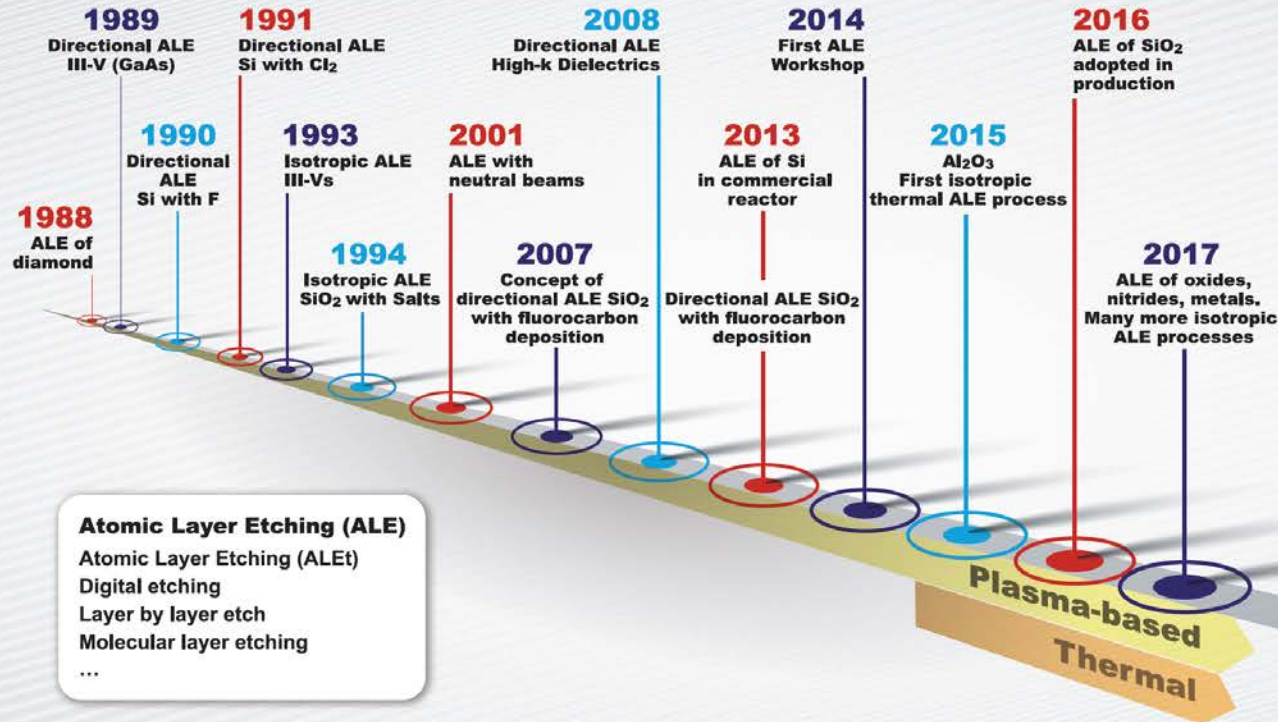 1989
Directional ALE
III-V (GaAs)
1991
Directional ALE
Si with Cl₂
2008
Directional ALE
High-k Dielectrics
2014
First ALE
Workshop
2016
ALE of SiO₂
adopted in
production
1990
Directional
ALE
Si with F
1993
Isotropic ALE
III-Vs
2001
ALE with
neutral beams
2013
ALE of Si
in commercial
reactor
Directional ALE SiO₂
with fluorocarbon
deposition
2015
Al₂O₃
First isotropic
thermal ALE process
1988
ALE of
diamond
1994
Isotropic ALE
SiO₂ with Salts
2007
Concept of
directional ALE SiO₂
with fluorocarbon
deposition
2017
ALE of oxides,
nitrides, metals.
Many more isotropic
ALE processes
Atomic Layer Etching (ALE)
Atomic Layer Etching (ALEt)
Digital etching
Layer by layer etch
Molecular layer etching
...
Plasma-based
Thermal